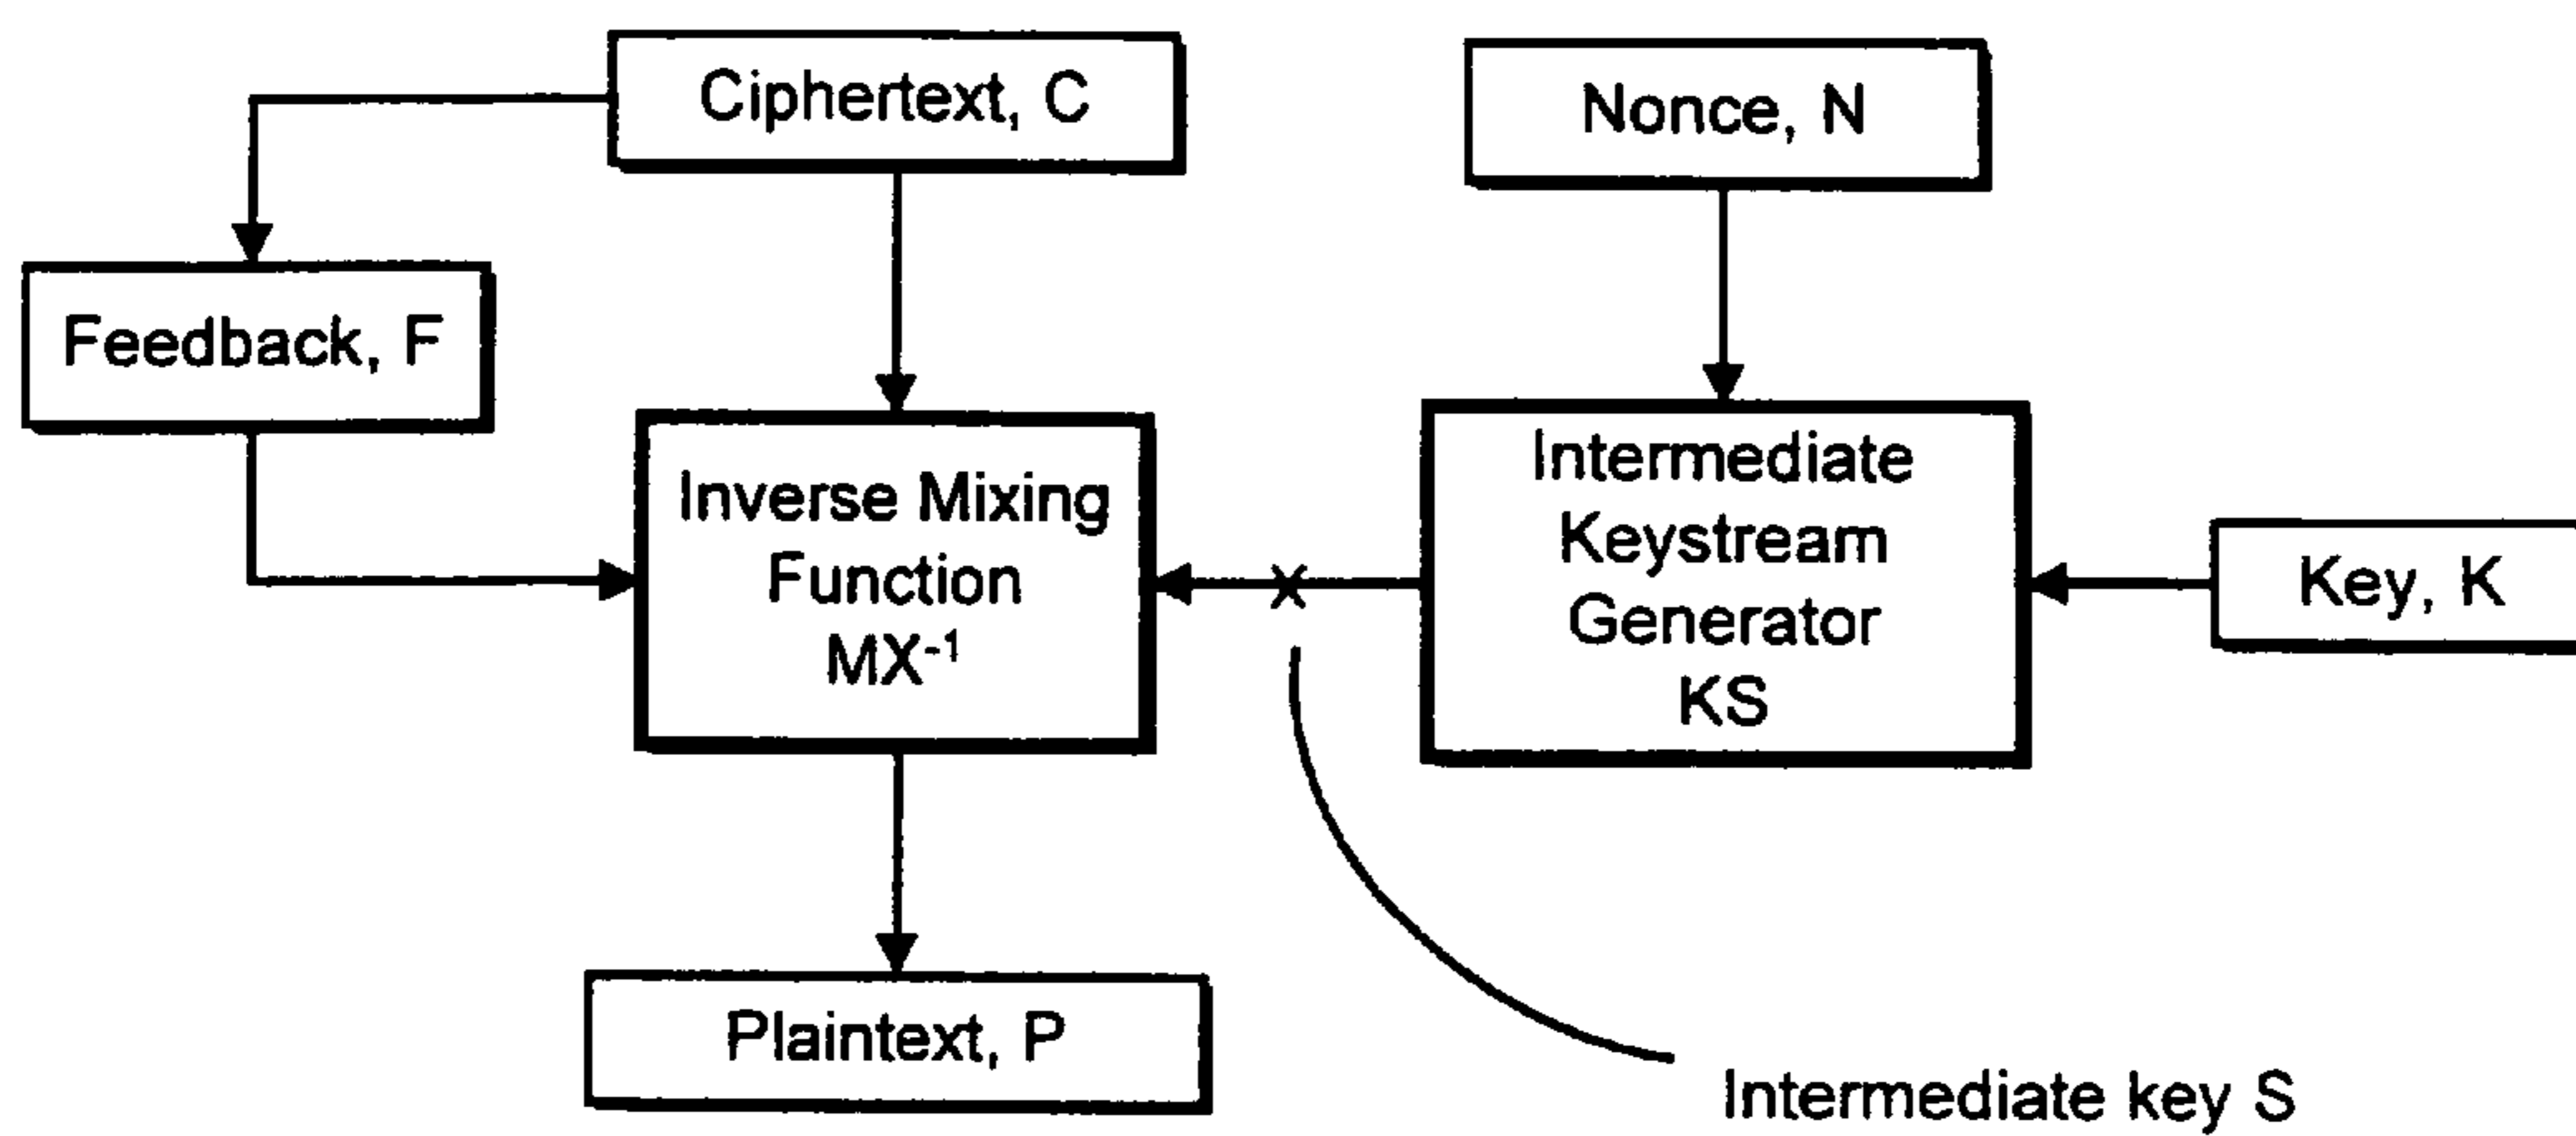 Ciphertext, C
Nonce, N
Feedback, F
Inverse Mixing
Function
MX⁻¹
Intermediate
Keystream
Generator
KS
Key, K
Plaintext, P
Intermediate key S